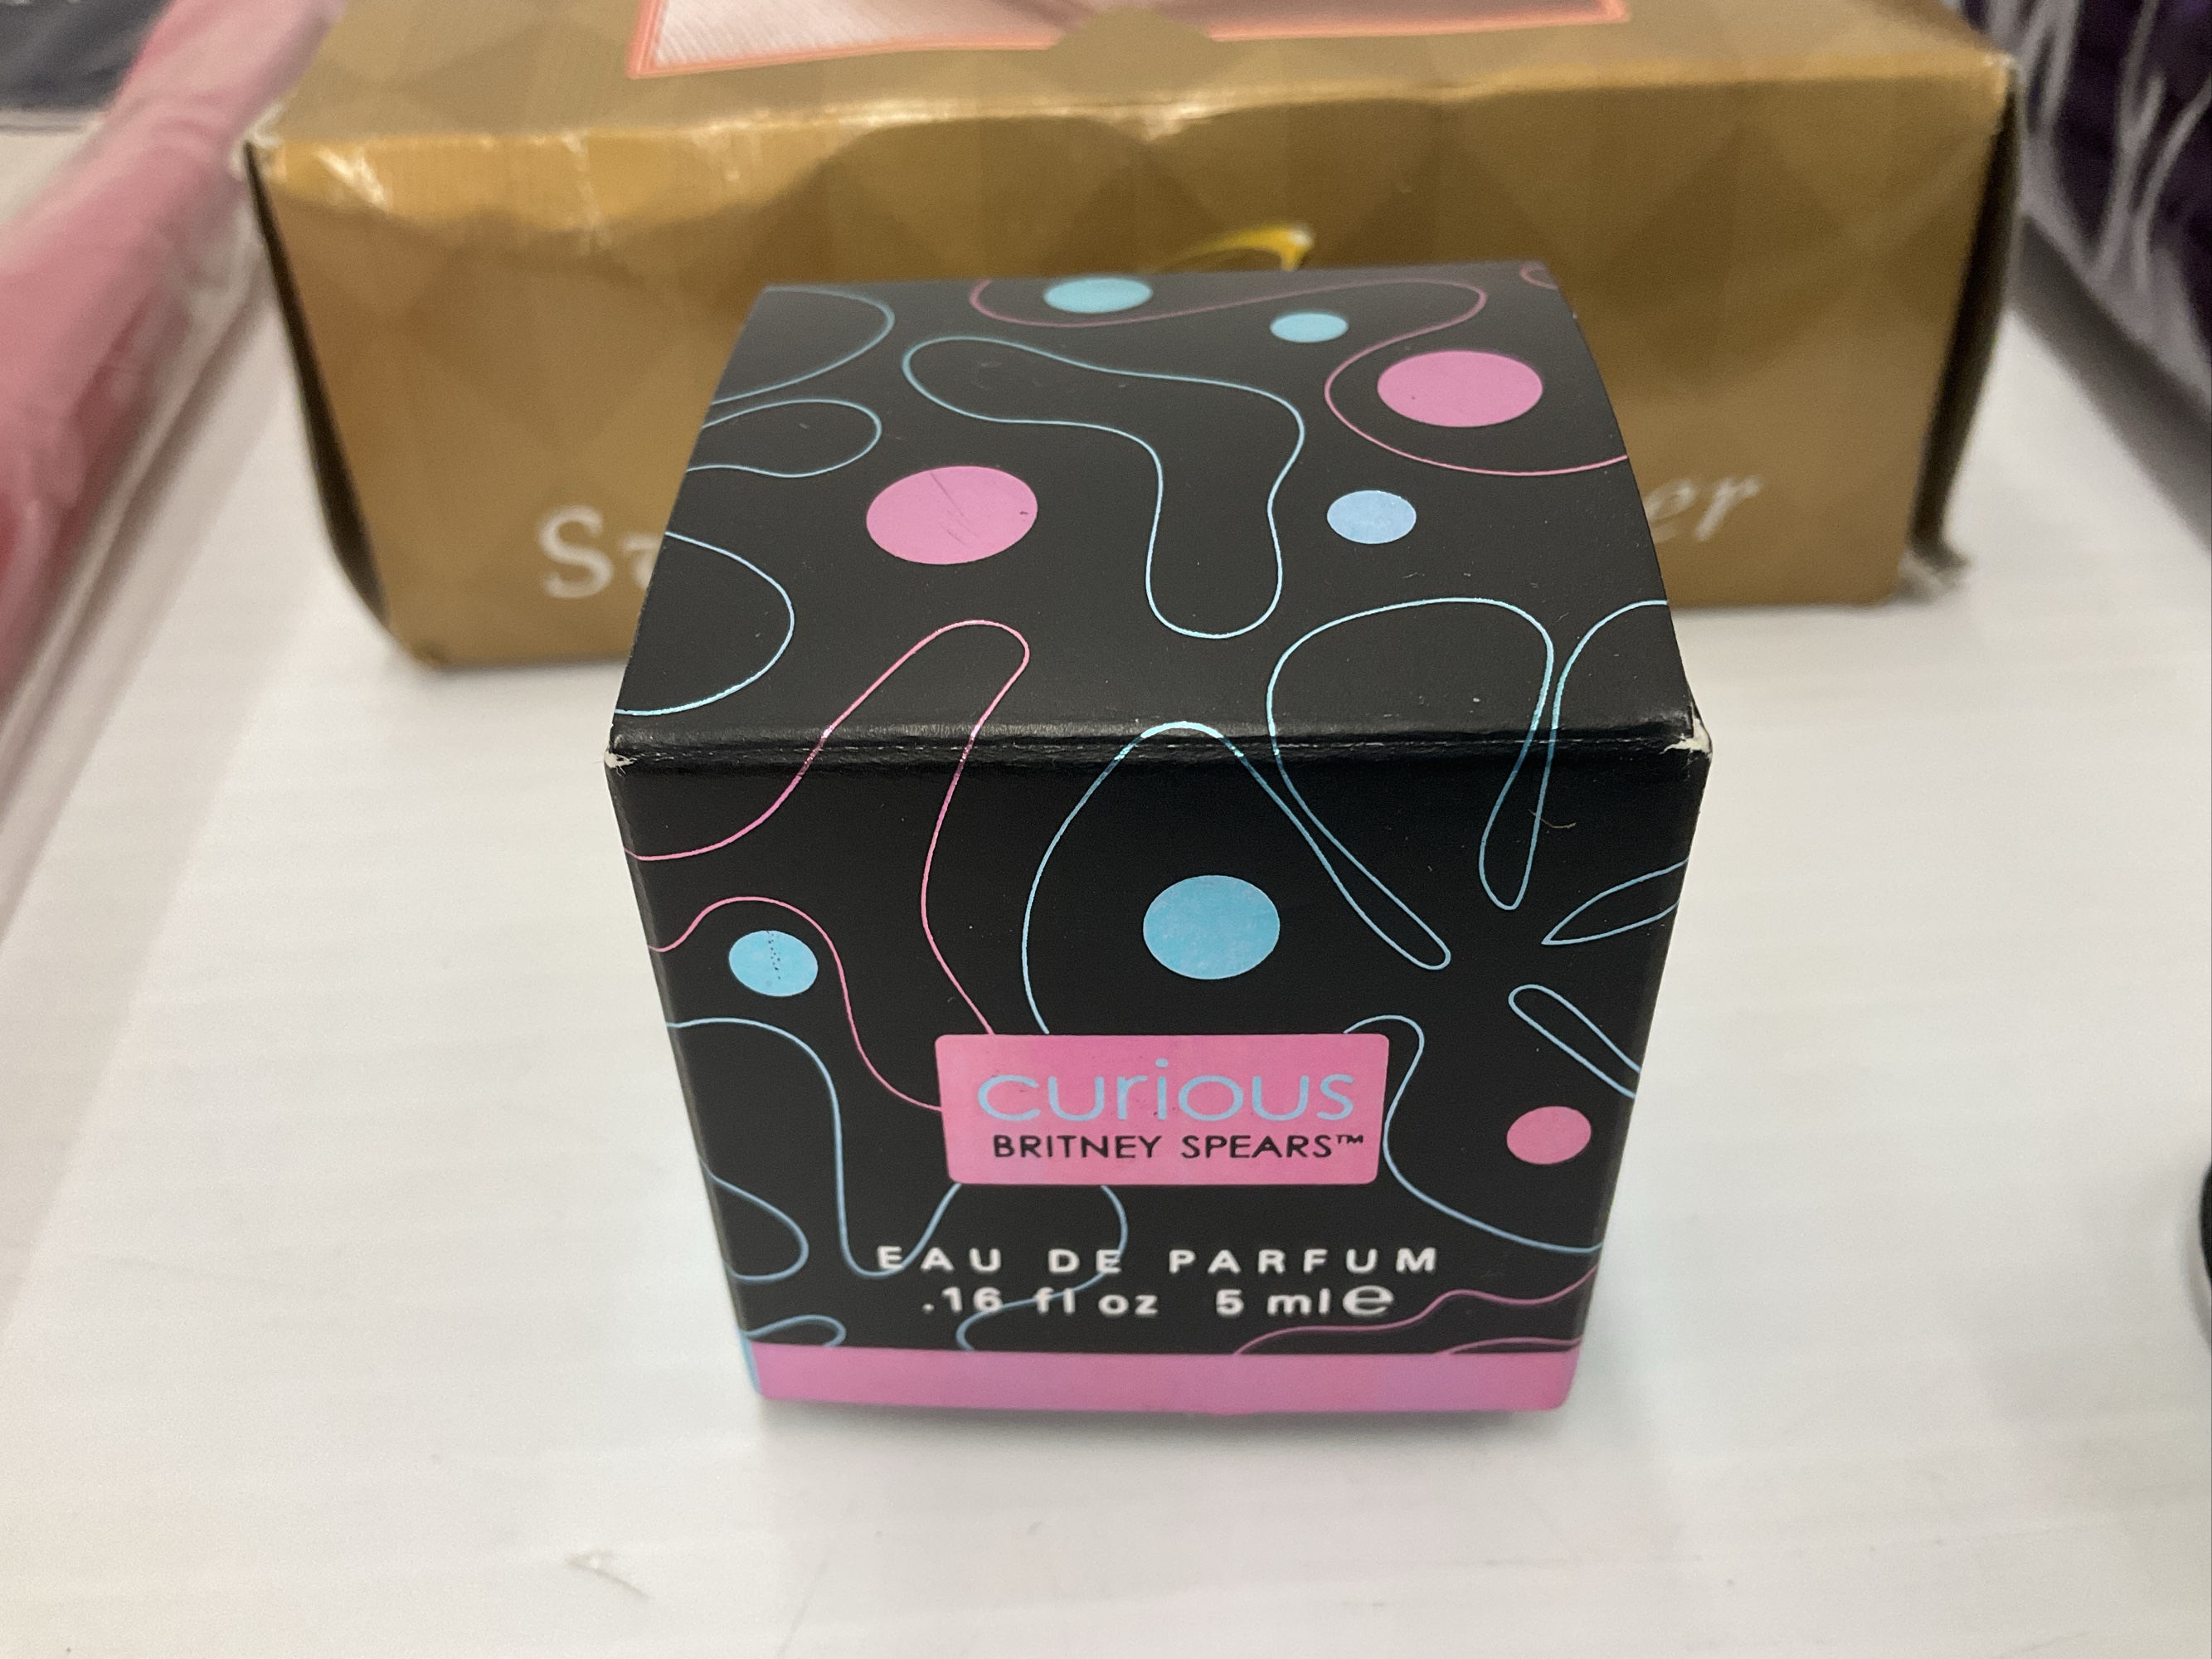 curious
BRITNEY SPEARS™
EAU DE PARFUM
.16 fl oz 5 ml ℮